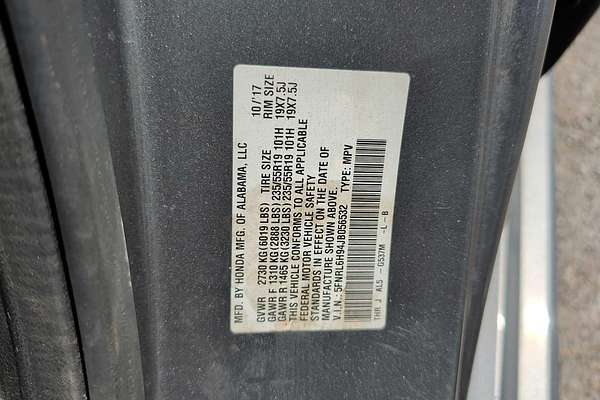 MFD. BY HONDA MFG. OF ALABAMA, LLC 10/17
GVWR 2730 KG(6019 LBS) TIRE SIZE RIM SIZE
GAWR F 1310 KG(2888 LBS) 235/55R19 101H 19X7.5J
GAWR R 1465 KG(3230 LBS) 235/55R19 101H 19X7.5J
THIS VEHICLE CONFORMS TO ALL APPLICABLE
FEDERAL MOTOR VEHICLE SAFETY
STANDARDS IN EFFECT ON THE DATE OF
MANUFACTURE SHOWN ABOVE.
V.I.N.: 5FNRL6H94JB056532 TYPE: MPV
THR J AL5 - G537M -L-B